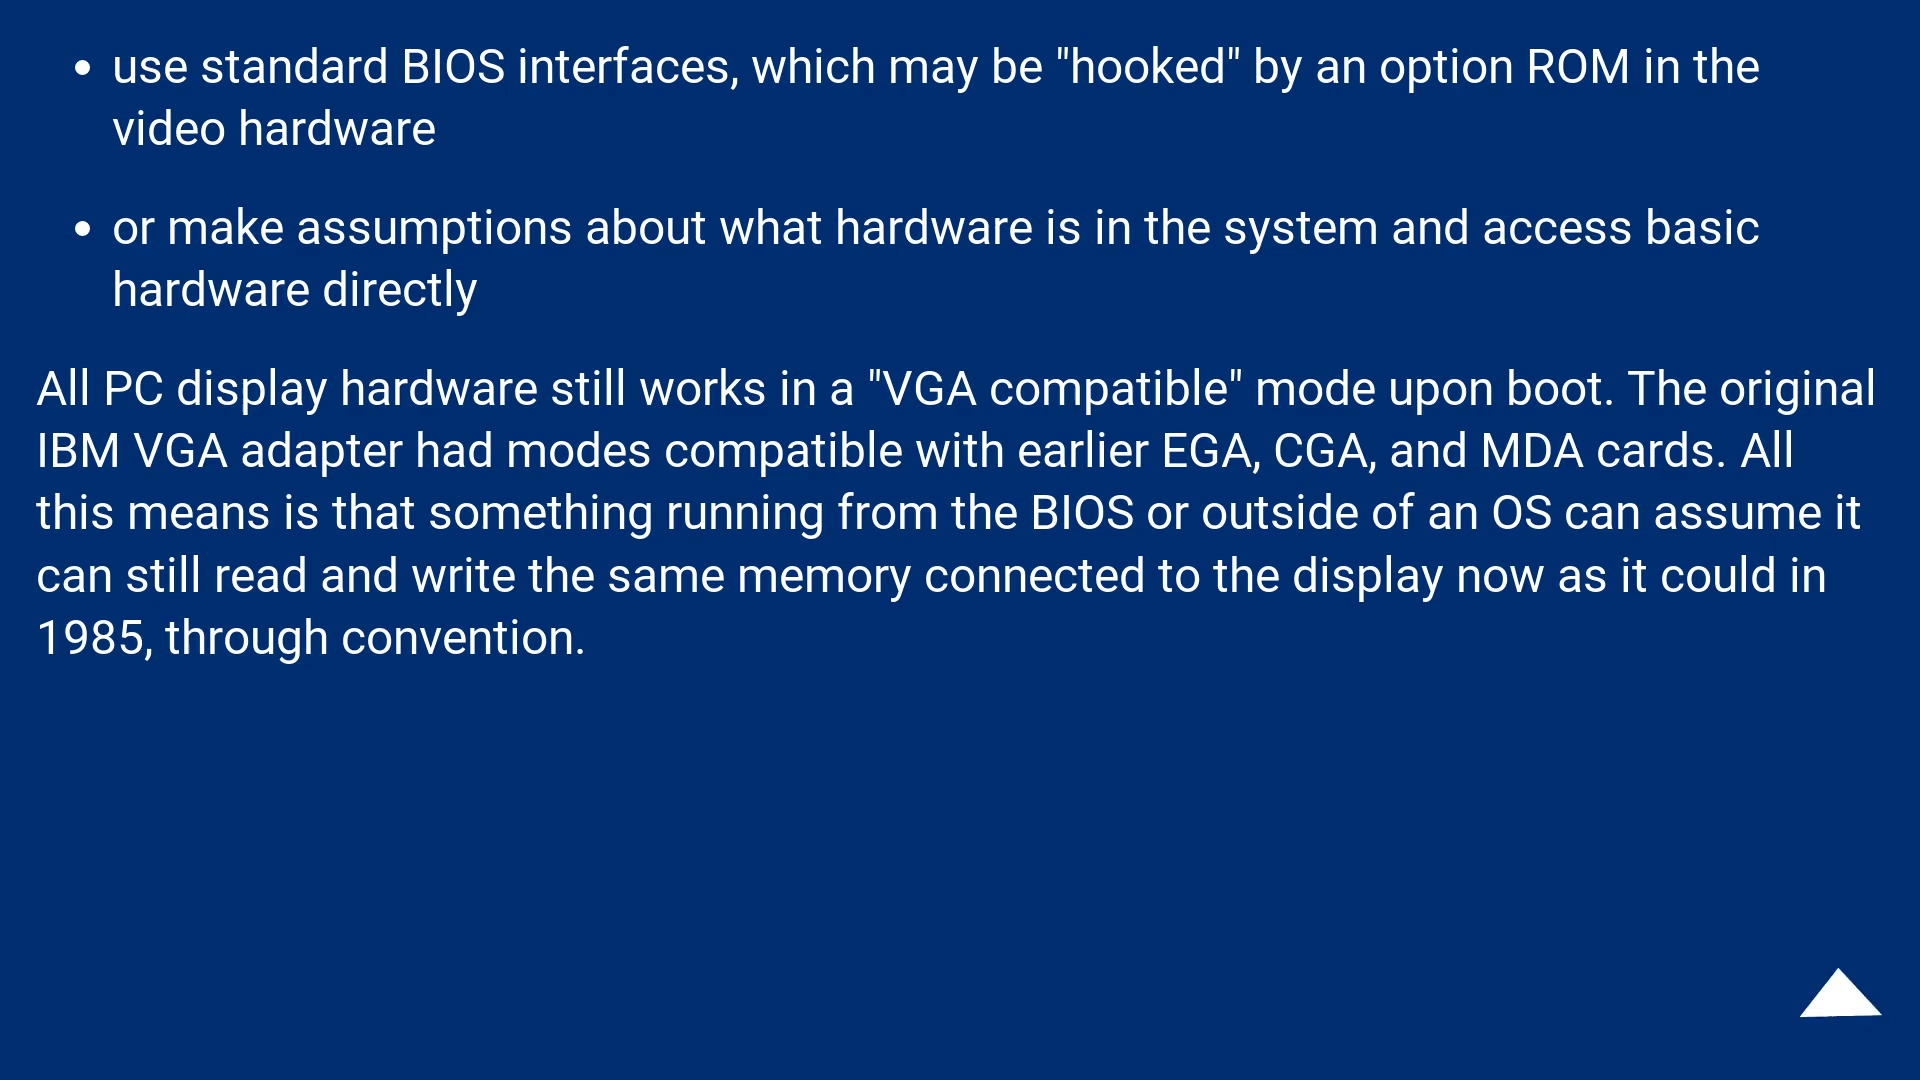 • use standard BIOS interfaces, which may be "hooked" by an option ROM in the
video hardware
• or make assumptions about what hardware is in the system and access basic
hardware directly
All PC display hardware still works in a "VGA compatible" mode upon boot. The original
IBM VGA adapter had modes compatible with earlier EGA, CGA, and MDA cards. All
this means is that something running from the BIOS or outside of an OS can assume it
can still read and write the same memory connected to the display now as it could in
1985, through convention.